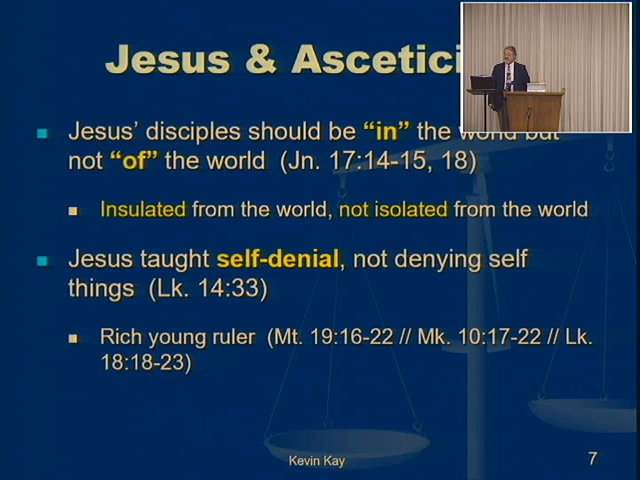 Jesus & Ascetici
■ Jesus’ disciples should be “in” the world but
not “of” the world (Jn. 17:14-15, 18)
■ Insulated from the world, not isolated from the world
■ Jesus taught self-denial, not denying self
things (Lk. 14:33)
■ Rich young ruler (Mt. 19:16-22 // Mk. 10:17-22 // Lk.
18:18-23)
Kevin Kay
7